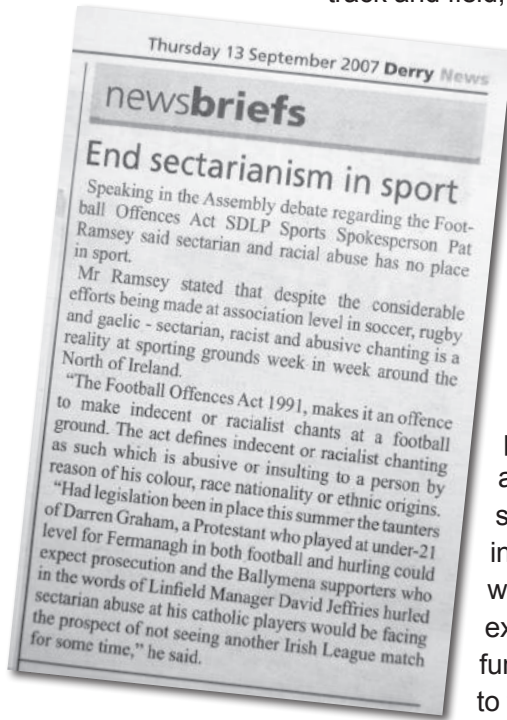 track and field,
Thursday 13 September 2007 Derry News
newsbriefs
End sectarianism in sport
Speaking in the Assembly debate regarding the Foot-
ball Offences Act SDLP Sports Spokesperson Pat
Ramsey said sectarian and racial abuse has no place
in sport.
Mr Ramsey stated that despite the considerable
efforts being made at association level in soccer, rugby
and gaelic - sectarian, racist and abusive chanting is a
reality at sporting grounds week in week around the
North of Ireland.
"The Football Offences Act 1991, makes it an offence
to make indecent or racialist chants at a football
ground. The act defines indecent or racialist chanting
as such which is abusive or insulting to a person by
reason of his colour, race nationality or ethnic origins.
"Had legislation been in place this summer the taunters
of Darren Graham, a Protestant who played at under-21
level for Fermanagh in both football and hurling could
expect prosecution and the Ballymena supporters who
in the words of Linfield Manager David Jeffries hurled
sectarian abuse at his catholic players would be facing
the prospect of not seeing another Irish League match
for some time," he said.
a
s
in
w
ex
fun
to